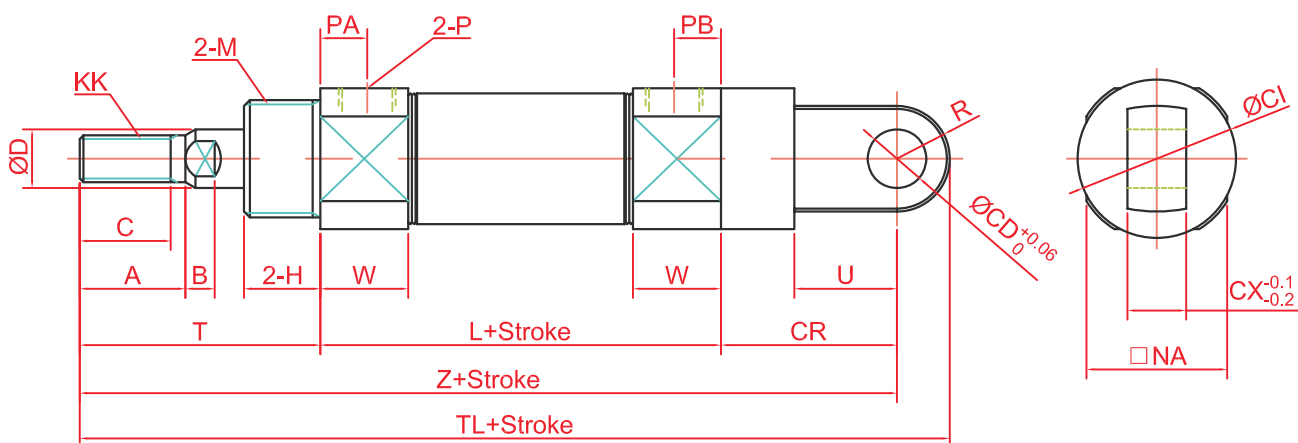 PA
PB
2-P
2-M
KK
ØD
R
ØCI
ØCD +0.06 0
C
A
B
2-H
W
W
U
CX -0.1 -0.2
T
L+Stroke
CR
□NA
Z+Stroke
TL+Stroke